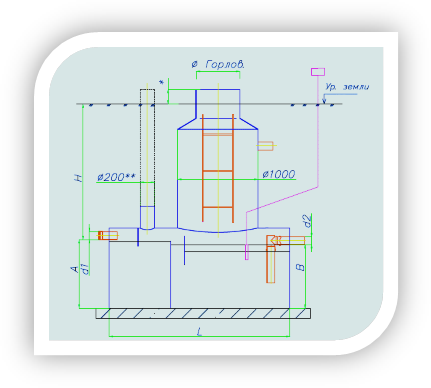 ø Горлов.
*
Ур. земли
H
ø200**
ø1000
d2
A
d1
B
L